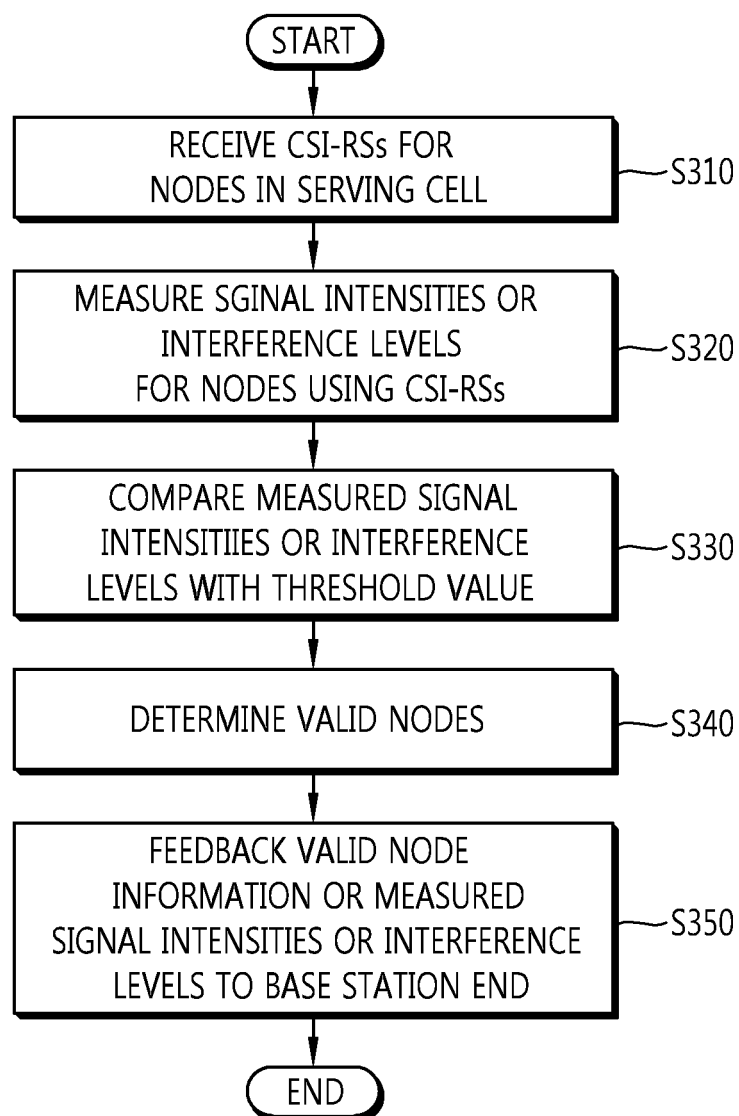 START
RECEIVE CSI-RSs FOR
NODES IN SERVING CELL
S310
MEASURE SGINAL INTENSITIES OR
INTERFERENCE LEVELS
FOR NODES USING CSI-RSs
S320
COMPARE MEASURED SIGNAL
INTENSITIIES OR INTERFERENCE
LEVELS WITH THRESHOLD VALUE
S330
DETERMINE VALID NODES
S340
FEEDBACK VALID NODE
INFORMATION OR MEASURED
SIGNAL INTENSITIES OR INTERFERENCE
LEVELS TO BASE STATION END
S350
END